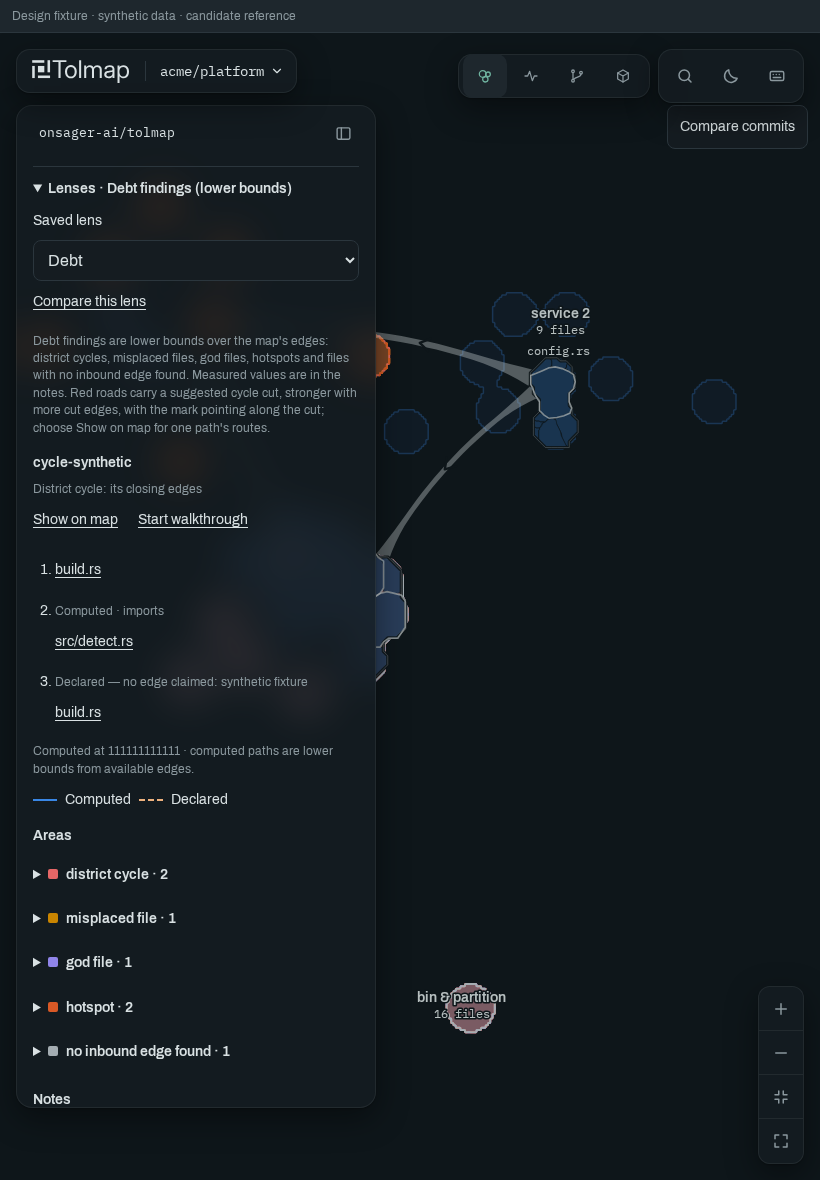 Design fixture · synthetic data · candidate reference
Tolmap
acme/platform
onsager-ai/tolmap
Compare commits
Lenses · Debt findings (lower bounds)
Saved lens
Debt
Compare this lens
Debt findings are lower bounds over the map's edges:
district cycles, misplaced files, god files, hotspots and files
with no inbound edge found. Measured values are in the
notes. Red roads carry a suggested cycle cut, stronger with
more cut edges, with the mark pointing along the cut;
choose Show on map for one path's routes.
cycle-synthetic
District cycle: its closing edges
Show on map Start walkthrough
1. build.rs
2. Computed · imports
src/detect.rs
3. Declared — no edge claimed: synthetic fixture
build.rs
Computed at 111111111111 · computed paths are lower
bounds from available edges.
Computed Declared
Areas
district cycle · 2
misplaced file · 1
god file · 1
hotspot · 2
no inbound edge found · 1
Notes
service 2
9 files
config.rs
bin & partition
16 files